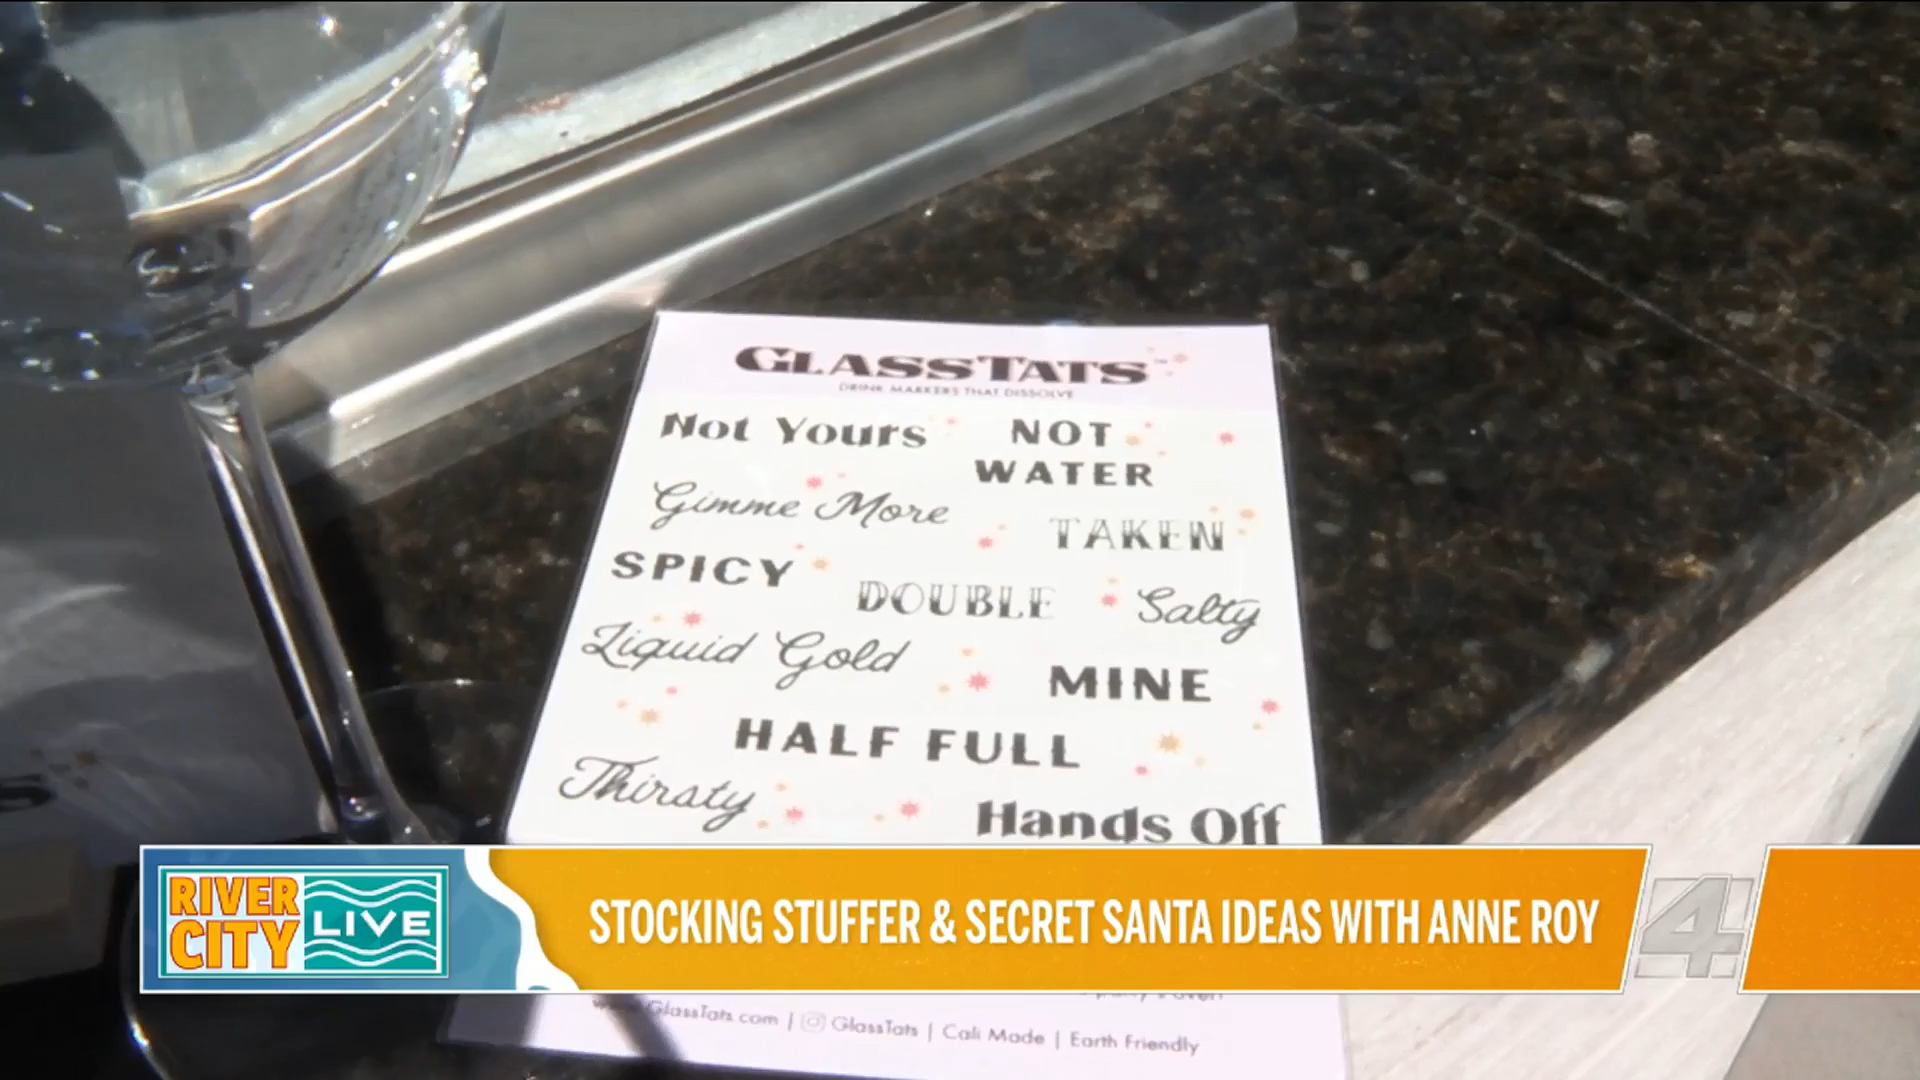 GLASSTATS™
DRINK MARKERS THAT DISSOLVE
Not Yours
NOT
WATER
Gimme More
TAKEN
SPICY
DOUBLE
Salty
Liquid Gold
MINE
HALF FULL
Thirsty
Hands Off
RIVER
CITY
LIVE
STOCKING STUFFER & SECRET SANTA IDEAS WITH ANNE ROY
4
GlassTats.com | GlassTats | Cali Made | Earth Friendly